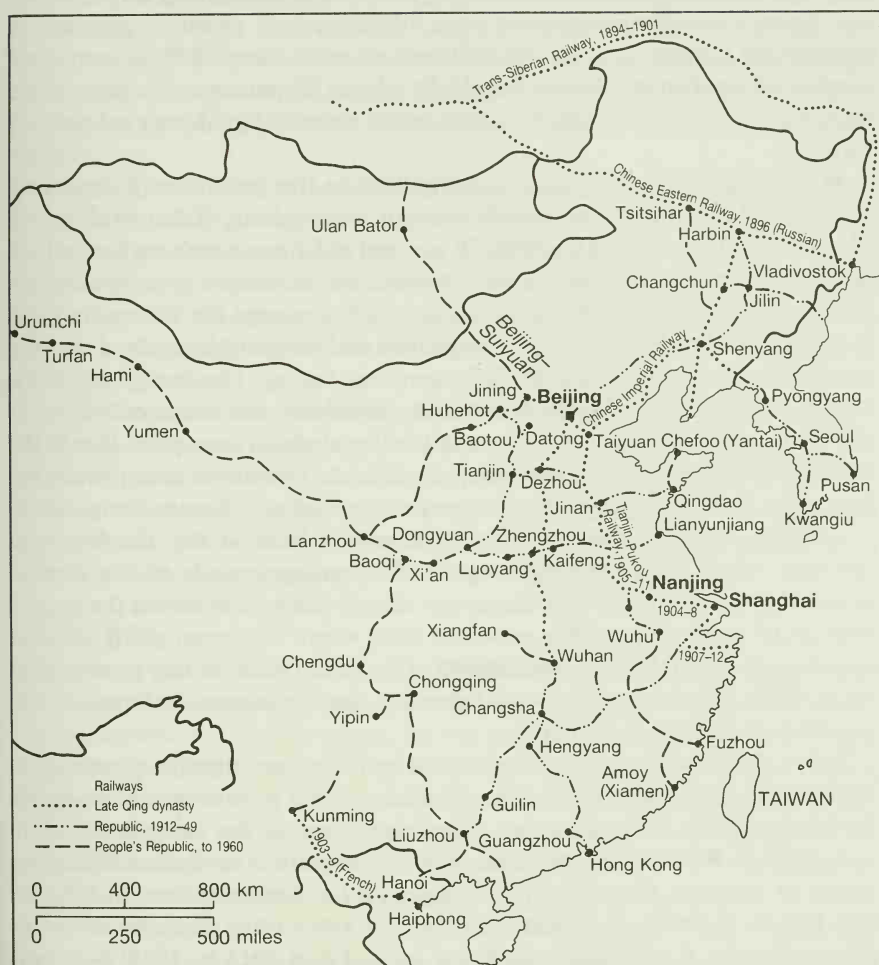 Trans-Siberian Railway, 1894–1901
Chinese Eastern Railway, 1896 (Russian)
Ulan Bator
Tsitsihar
Harbin
Vladivostok
Changchun
Jilin
Urumchi
Turfan
Hami
Beijing-
Suiyuan
Chinese Imperial Railway
Shenyang
Jining
Beijing
Pyongyang
Huhehot
Yumen
Baotou
Datong
Taiyuan
Chefoo (Yantai)
Seoul
Tianjin
Dezhou
Pusan
Jinan
Qingdao
Kwangiu
Tianjin-Pukou
Railway, 1905–11
Lianyunjiang
Lanzhou
Dongyuan
Zhengzhou
Baoqi
Xi'an
Luoyang
Kaifeng
Nanjing
Shanghai
1904–8
Xiangfan
Wuhu
1907–12
Chengdu
Wuhan
Chongqing
Yipin
Changsha
Hengyang
Fuzhou
Amoy
(Xiamen)
TAIWAN
Guilin
Kunming
Liuzhou
Guangzhou
Hong Kong
1903–9 (French)
Hanoi
Haiphong
Railways
Late Qing dynasty
Republic, 1912–49
People's Republic, to 1960
0 400 800 km
0 250 500 miles